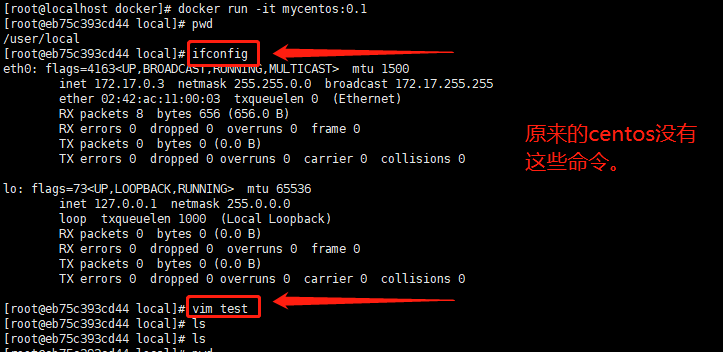 [root@localhost docker]# docker run -it mycentos:0.1
[root@eb75c393cd44 local]# pwd
/user/local
[root@eb75c393cd44 local]# ifconfig
eth0: flags=4163<UP,BROADCAST,RUNNING,MULTICAST>  mtu 1500
        inet 172.17.0.3  netmask 255.255.0.0  broadcast 172.17.255.255
        ether 02:42:ac:11:00:03  txqueuelen 0  (Ethernet)
        RX packets 8  bytes 656 (656.0 B)
        RX errors 0  dropped 0  overruns 0  frame 0
        TX packets 0  bytes 0 (0.0 B)
        TX errors 0  dropped 0 overruns 0  carrier 0  collisions 0
原来的centos没有
这些命令。
lo: flags=73<UP,LOOPBACK,RUNNING>  mtu 65536
        inet 127.0.0.1  netmask 255.0.0.0
        loop  txqueuelen 1000  (Local Loopback)
        RX packets 0  bytes 0 (0.0 B)
        RX errors 0  dropped 0  overruns 0  frame 0
        TX packets 0  bytes 0 (0.0 B)
        TX errors 0  dropped 0 overruns 0  carrier 0  collisions 0
[root@eb75c393cd44 local]# vim test
[root@eb75c393cd44 local]# ls
[root@eb75c393cd44 local]# ls
[root@eb75c393cd44 local]# pwd